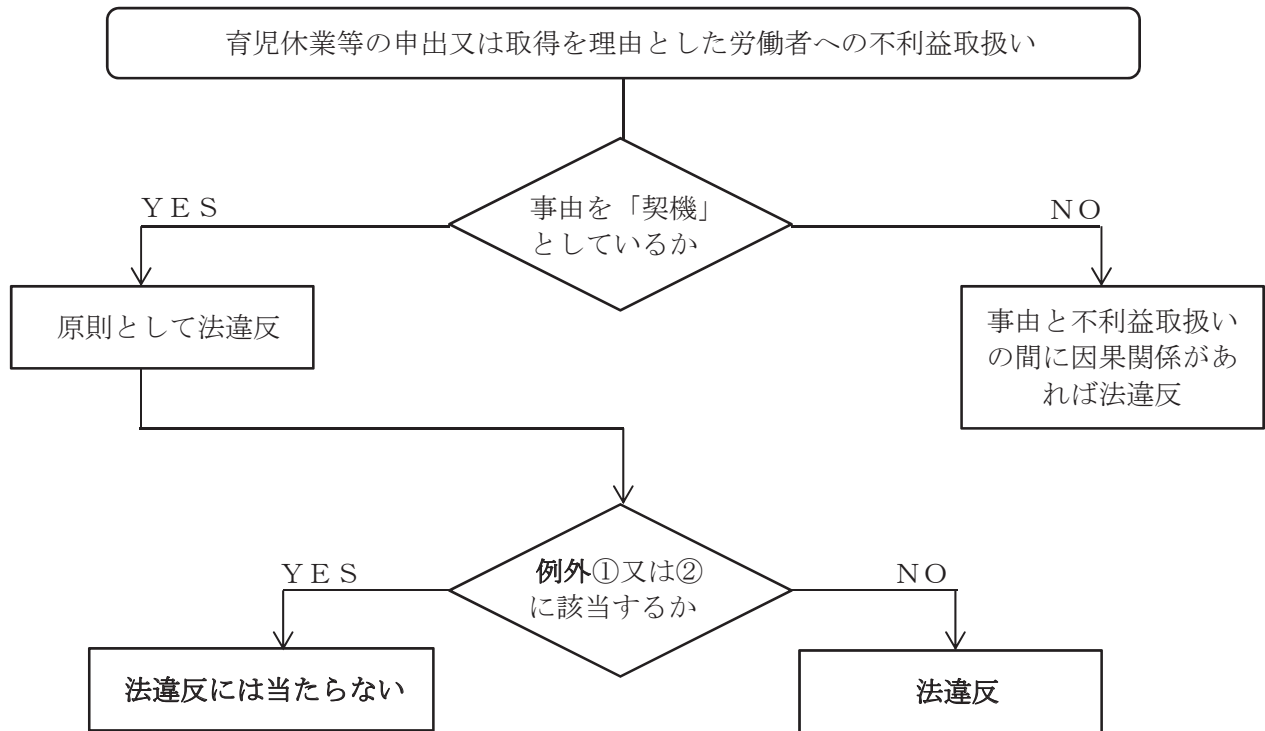 育児休業等の申出又は取得を理由とした労働者への不利益取扱い
事由を「契機」
としているか
ＹＥＳ
ＮＯ
原則として法違反
事由と不利益取扱い
の間に因果関係があ
れば法違反
例外①又は②
に該当するか
ＹＥＳ
ＮＯ
法違反には当たらない
法違反